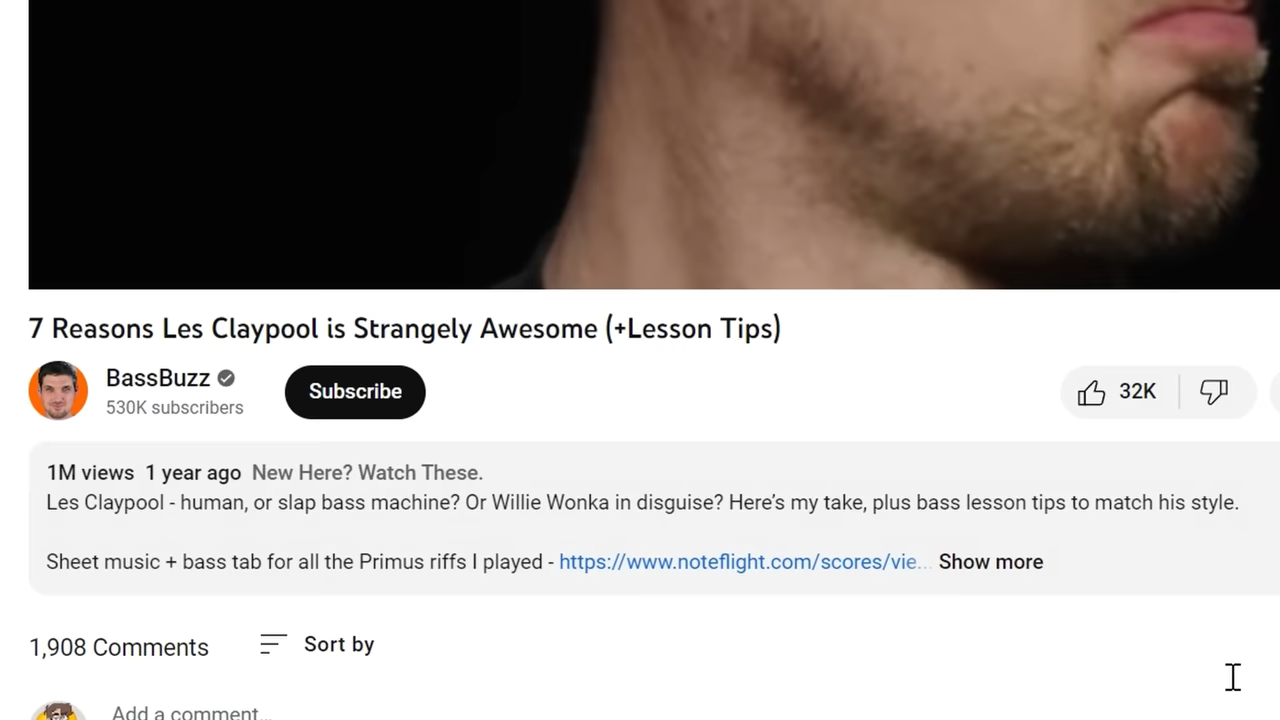 7 Reasons Les Claypool is Strangely Awesome (+Lesson Tips)
BassBuzz
530K subscribers
Subscribe
32K
1M views 1 year ago New Here? Watch These.
Les Claypool - human, or slap bass machine? Or Willie Wonka in disguise? Here’s my take, plus bass lesson tips to match his style.
Sheet music + bass tab for all the Primus riffs I played - https://www.noteflight.com/scores/vie... Show more
1,908 Comments
Sort by
Add a comment...